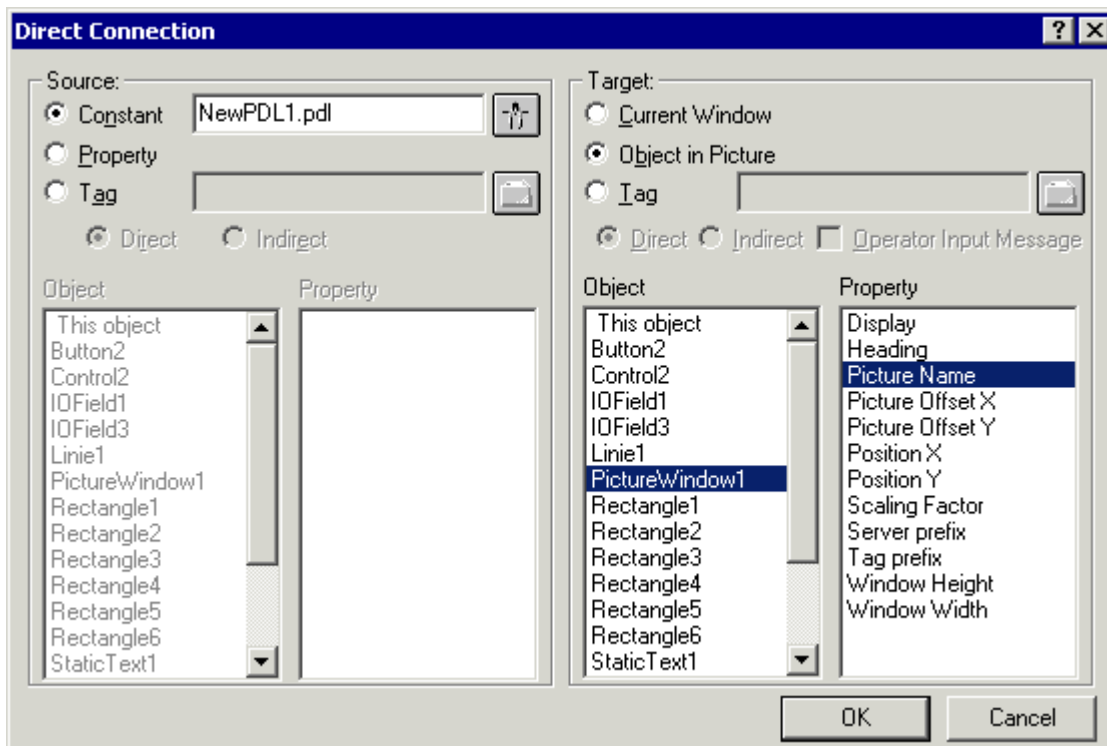 Direct Connection
Source:
Constant NewPDL1.pdl
Property
Tag
Direct Indirect
Object Property
This object
Button2
Control2
IOField1
IOField3
Linie1
PictureWindow1
Rectangle1
Rectangle2
Rectangle3
Rectangle4
Rectangle5
Rectangle6
StaticText1
Target:
Current Window
Object in Picture
Tag
Direct Indirect Operator Input Message
Object Property
This object
Button2
Control2
IOField1
IOField3
Linie1
PictureWindow1
Rectangle1
Rectangle2
Rectangle3
Rectangle4
Rectangle5
Rectangle6
StaticText1
Display
Heading
Picture Name
Picture Offset X
Picture Offset Y
Position X
Position Y
Scaling Factor
Server prefix
Tag prefix
Window Height
Window Width
OK Cancel